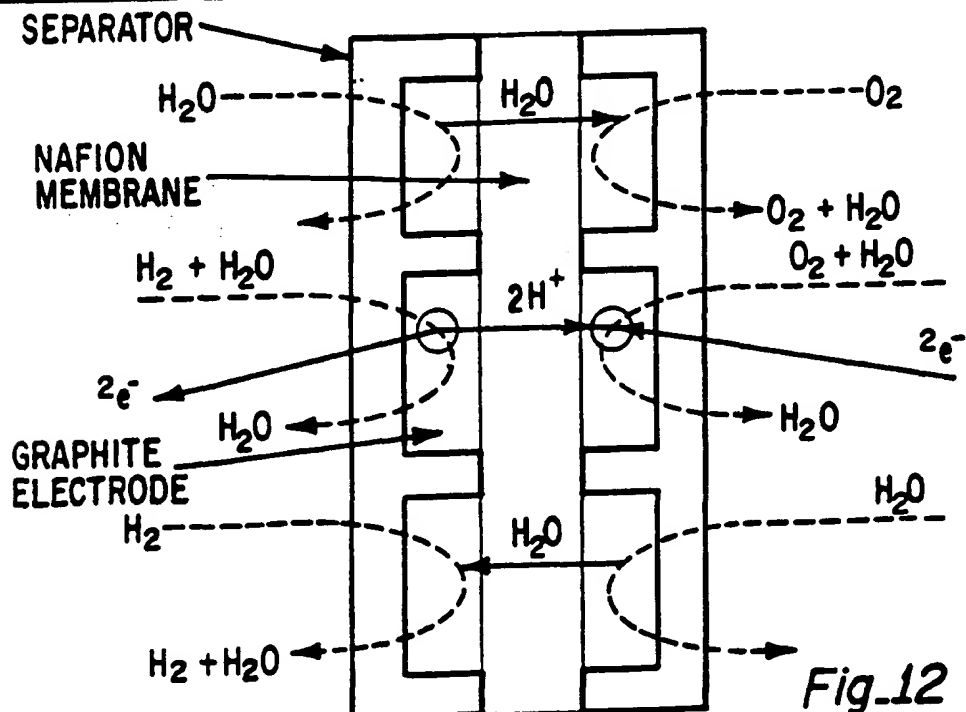 SEPARATOR
H₂O
H₂O
O₂
NAFION
MEMBRANE
O₂ + H₂O
H₂ + H₂O
O₂ + H₂O
2H⁺
2e⁻
2e⁻
H₂O
H₂O
GRAPHITE
ELECTRODE
H₂
H₂O
H₂O
H₂ + H₂O
Fig_12